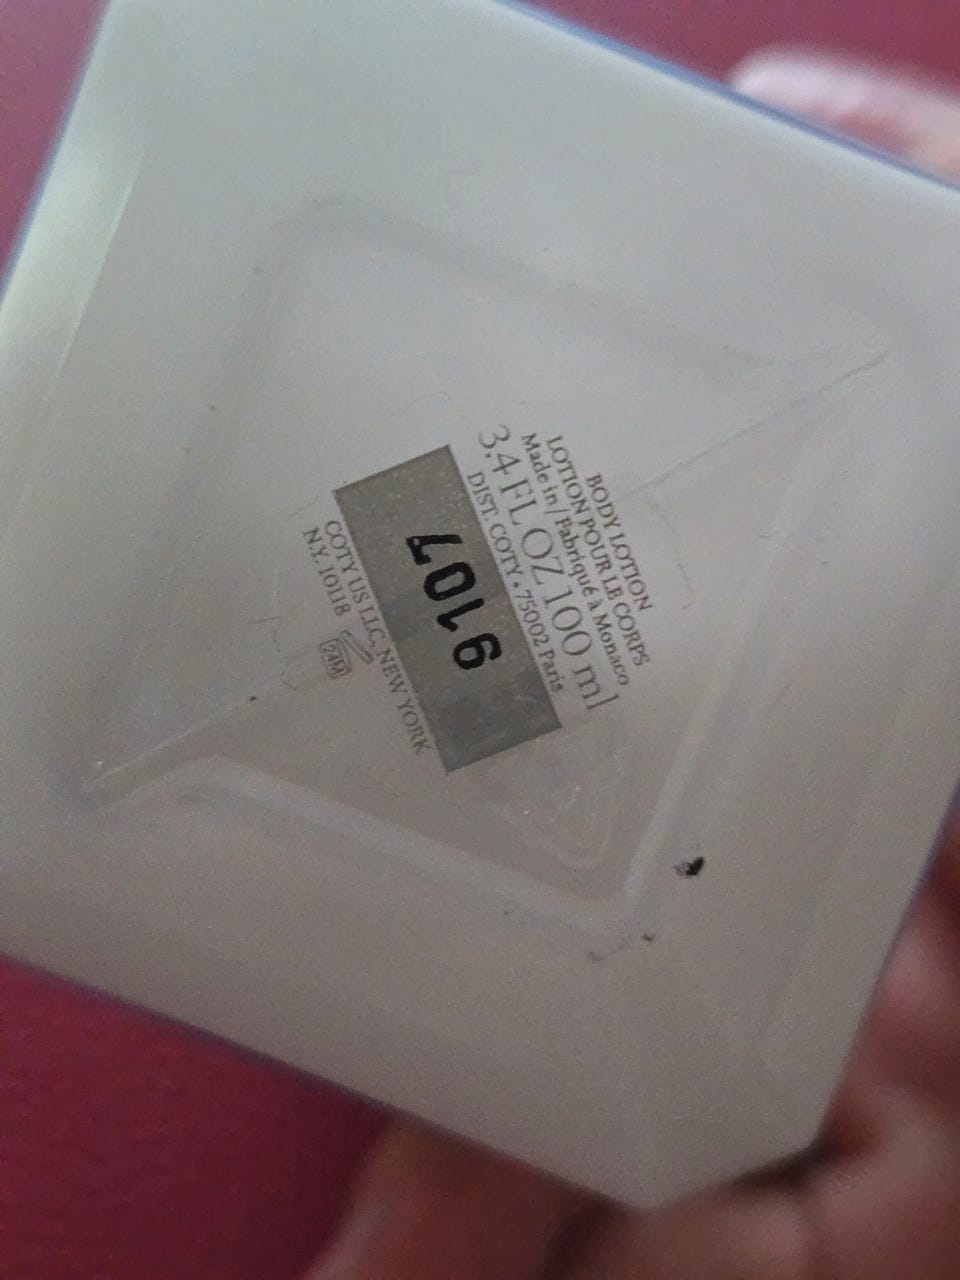 BODY LOTION
LOTION POUR LE CORPS
Made in / Fabriqué à Monaco
3.4 FL OZ 100 ml
DIST. COTY • 75002 Paris
9107
COTY US LLC, NEW YORK
N.Y. 10118
24M